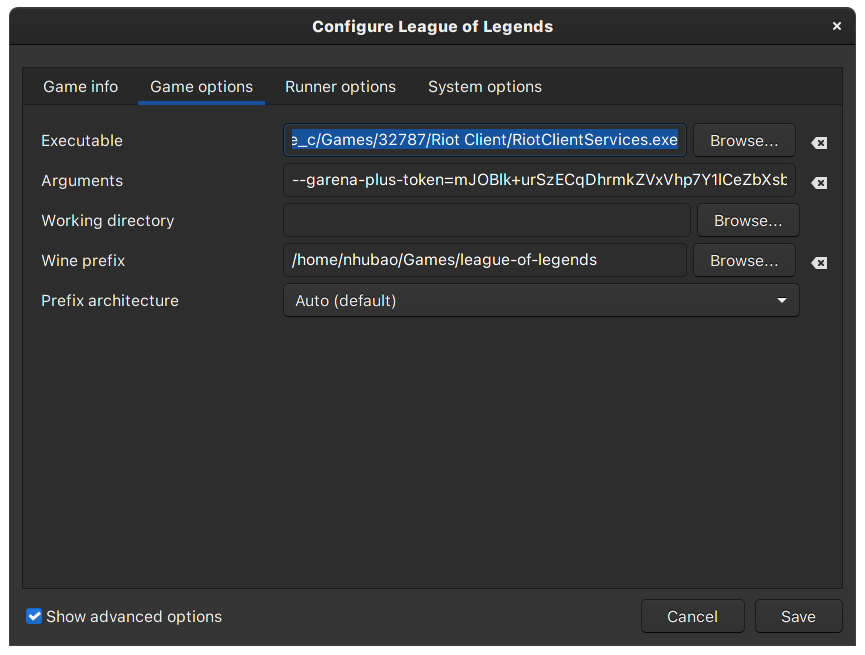 Configure League of Legends
Game info Game options Runner options System options
Executable e_c/Games/32787/Riot Client/RiotClientServices.exe Browse...
Arguments --garena-plus-token=mJOBlk+urSzECqDhrmkZVxVhp7Y1lCeZbXsb
Working directory Browse...
Wine prefix /home/nhubao/Games/league-of-legends Browse...
Prefix architecture Auto (default)
Show advanced options Cancel Save